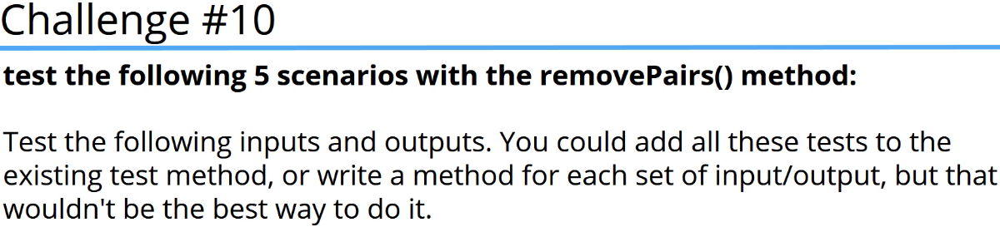 Challenge #10
test the following 5 scenarios with the removePairs() method:
Test the following inputs and outputs. You could add all these tests to the
existing test method, or write a method for each set of input/output, but that
wouldn't be the best way to do it.